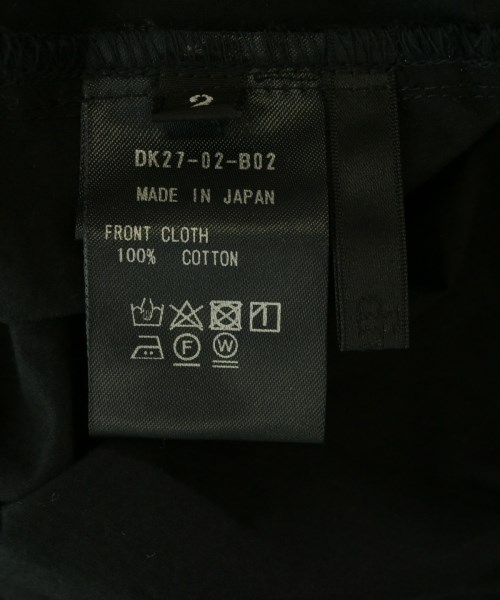 2
DK27-02-B02
MADE IN JAPAN
FRONT CLOTH
100% COTTON
F W